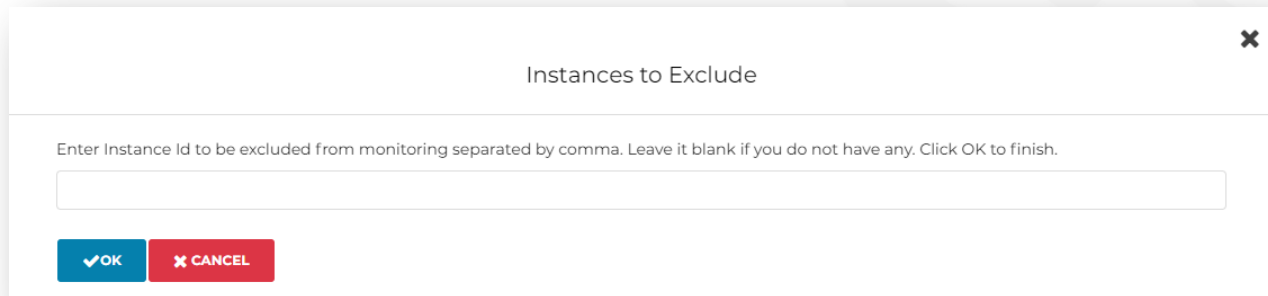 Instances to Exclude
Enter Instance Id to be excluded from monitoring separated by comma. Leave it blank if you do not have any. Click OK to finish.
OK CANCEL